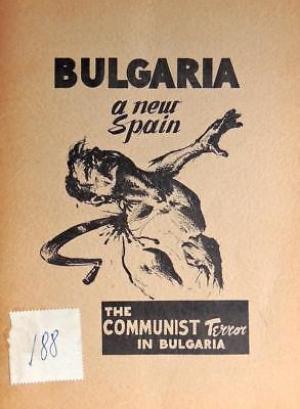 BULGARIA
a new
Spain
THE
COMMUNIST Terror
IN BULGARIA
188